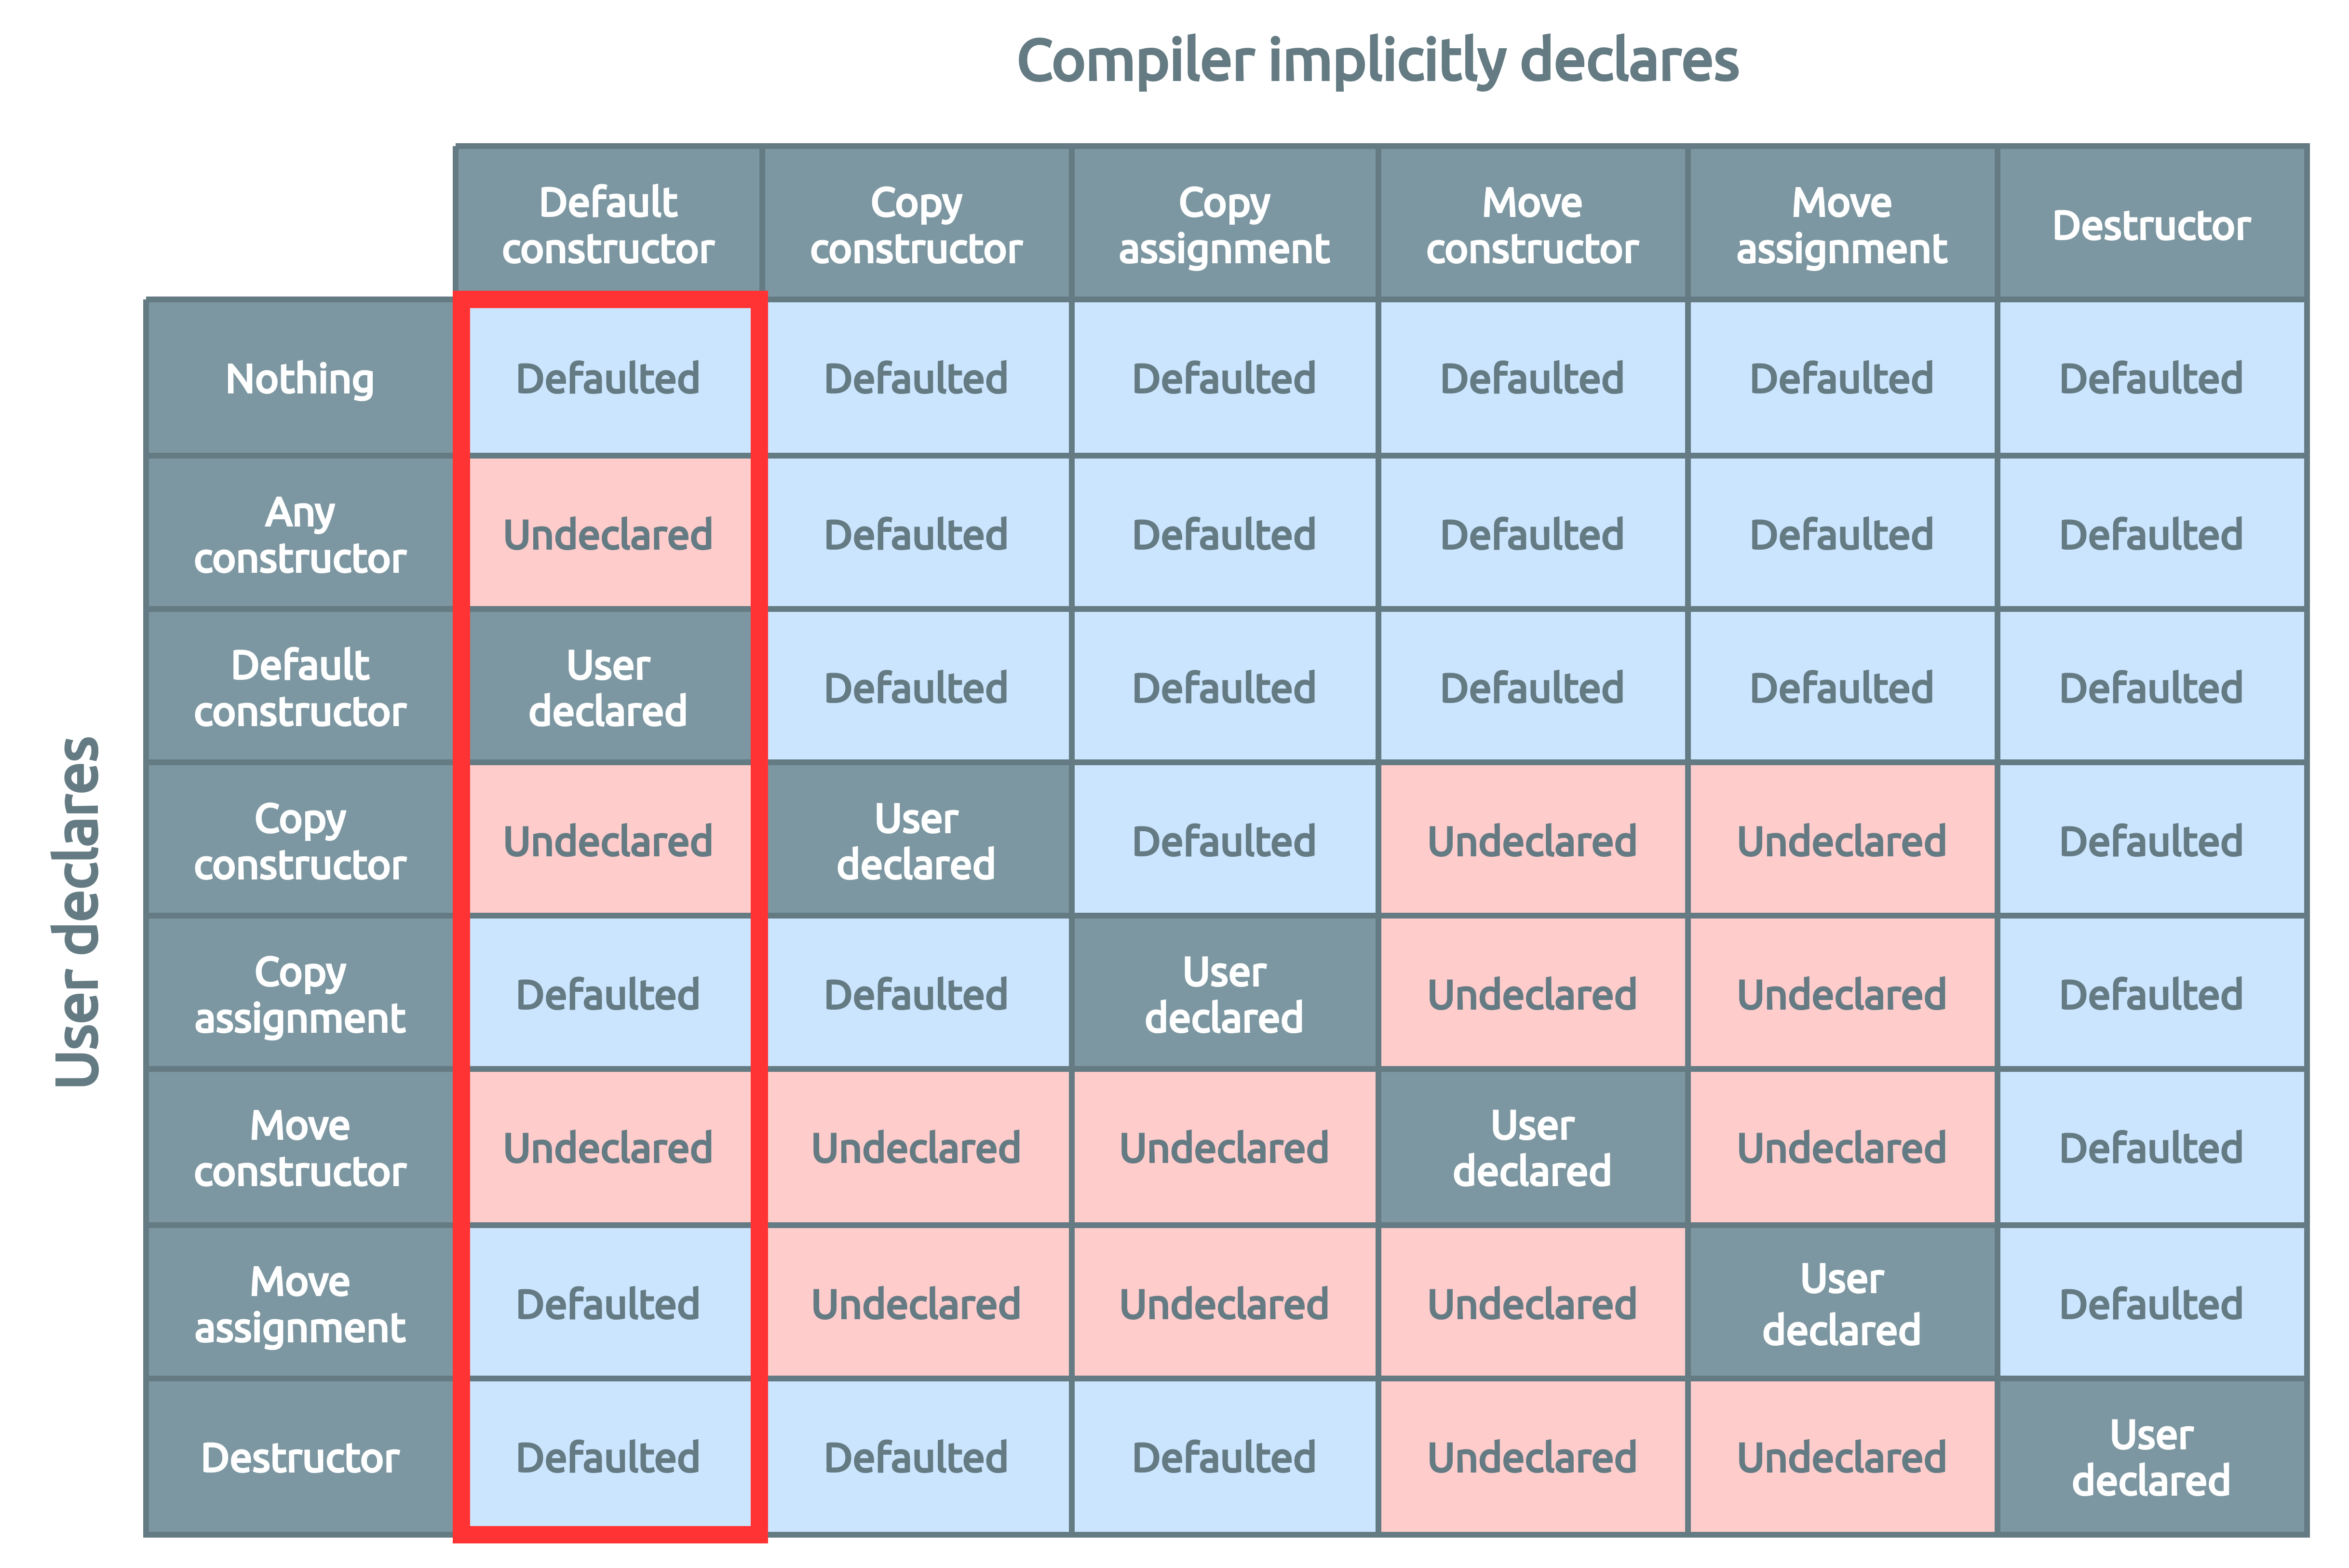 Compiler implicitly declares
Default
constructor
Copy
constructor
Copy
assignment
Move
constructor
Move
assignment
Destructor
User declares
Nothing
Defaulted
Defaulted
Defaulted
Defaulted
Defaulted
Defaulted
Any
constructor
Undeclared
Defaulted
Defaulted
Defaulted
Defaulted
Defaulted
Default
constructor
User
declared
Defaulted
Defaulted
Defaulted
Defaulted
Defaulted
Copy
constructor
Undeclared
User
declared
Defaulted
Undeclared
Undeclared
Defaulted
Copy
assignment
Defaulted
Defaulted
User
declared
Undeclared
Undeclared
Defaulted
Move
constructor
Undeclared
Undeclared
Undeclared
User
declared
Undeclared
Defaulted
Move
assignment
Defaulted
Undeclared
Undeclared
Undeclared
User
declared
Defaulted
Destructor
Defaulted
Defaulted
Defaulted
Undeclared
Undeclared
User
declared